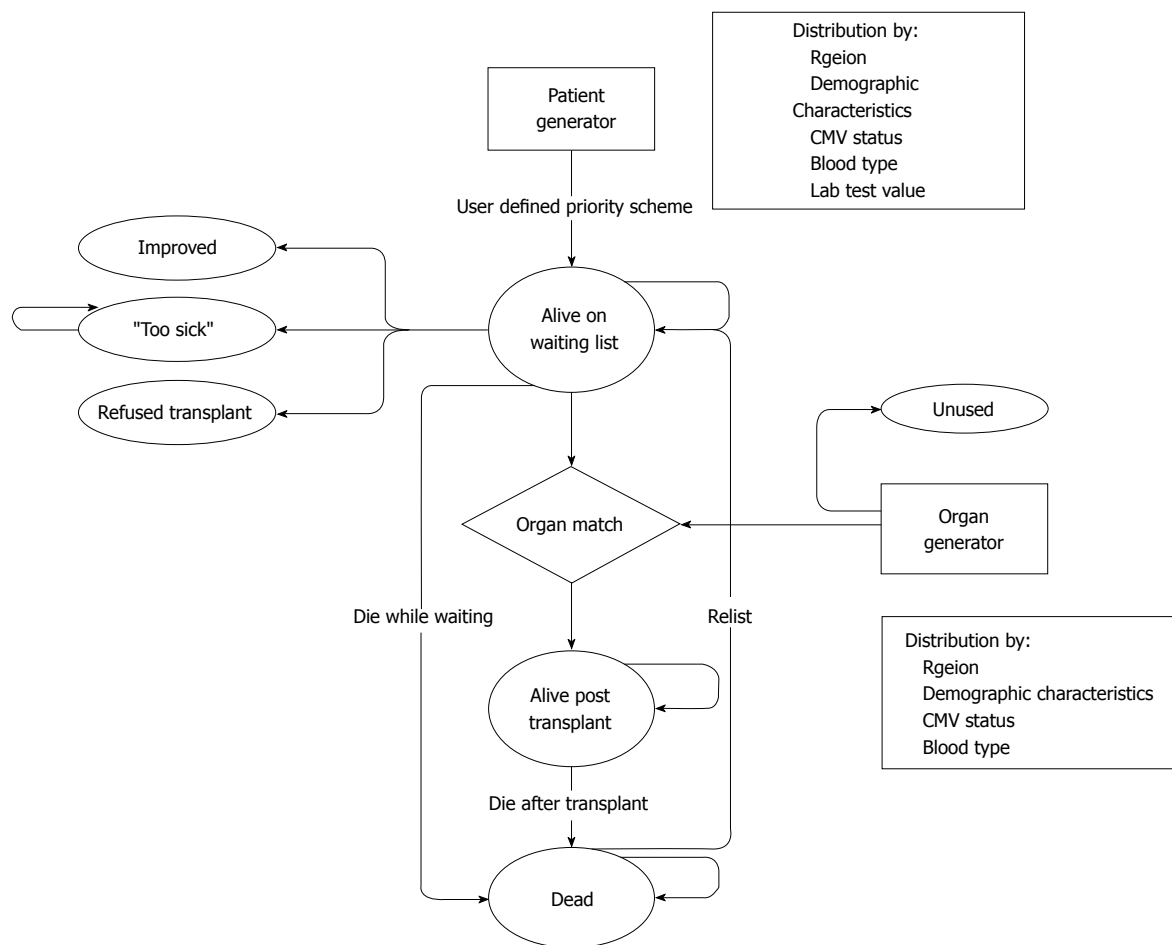 Distribution by:
Rgeion
Demographic
Characteristics
CMV status
Blood type
Lab test value
Patient
generator
User defined priority scheme
Improved
"Too sick"
Refused transplant
Alive on
waiting list
Unused
Organ match
Organ
generator
Die while waiting
Relist
Distribution by:
Rgeion
Demographic characteristics
CMV status
Blood type
Alive post
transplant
Die after transplant
Dead